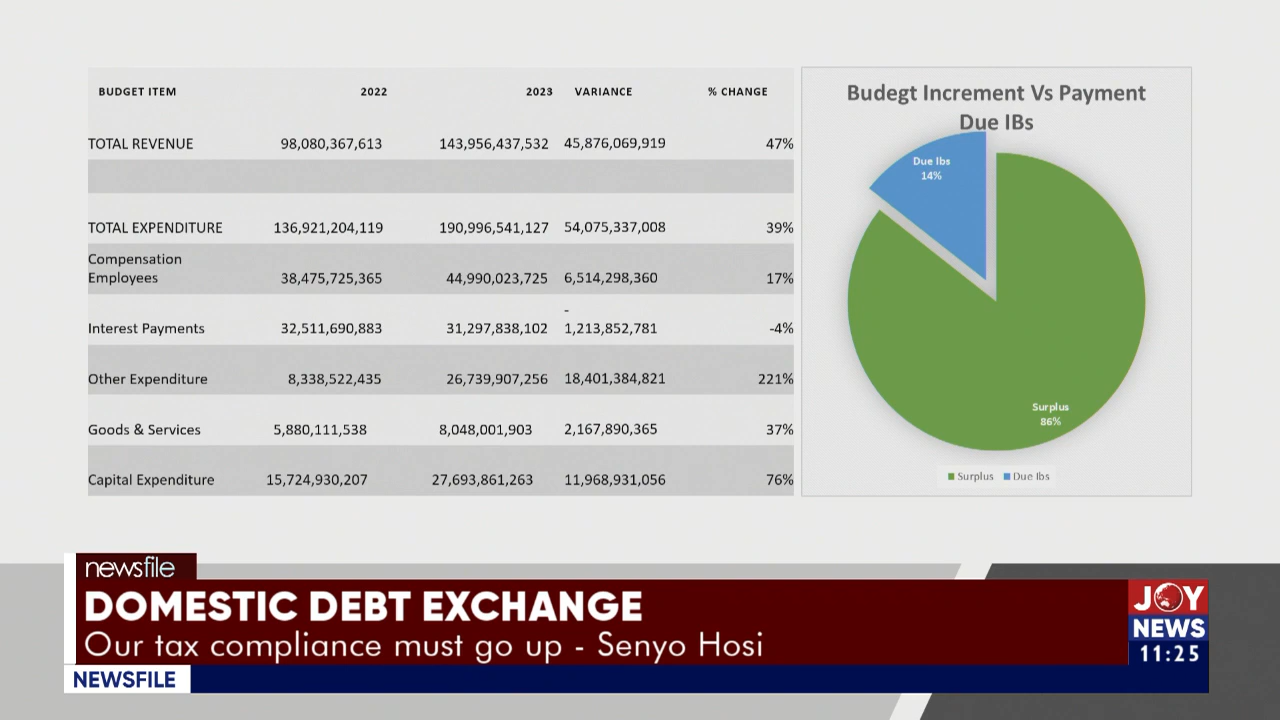 BUDGET ITEM 2022 2023 VARIANCE % CHANGE
TOTAL REVENUE 98,080,367,613 143,956,437,532 45,876,069,919 47%
TOTAL EXPENDITURE 136,921,204,119 190,996,541,127 54,075,337,008 39%
Compensation
Employees 38,475,725,365 44,990,023,725 6,514,298,360 17%
-
Interest Payments 32,511,690,883 31,297,838,102 1,213,852,781 -4%
Other Expenditure 8,338,522,435 26,739,907,256 18,401,384,821 221%
Goods & Services 5,880,111,538 8,048,001,903 2,167,890,365 37%
Capital Expenditure 15,724,930,207 27,693,861,263 11,968,931,056 76%
Budegt Increment Vs Payment
Due IBs
Due Ibs
14%
Surplus
86%
Surplus Due Ibs
newsfile
DOMESTIC DEBT EXCHANGE
Our tax compliance must go up - Senyo Hosi
NEWSFILE
JOY
NEWS
11:25